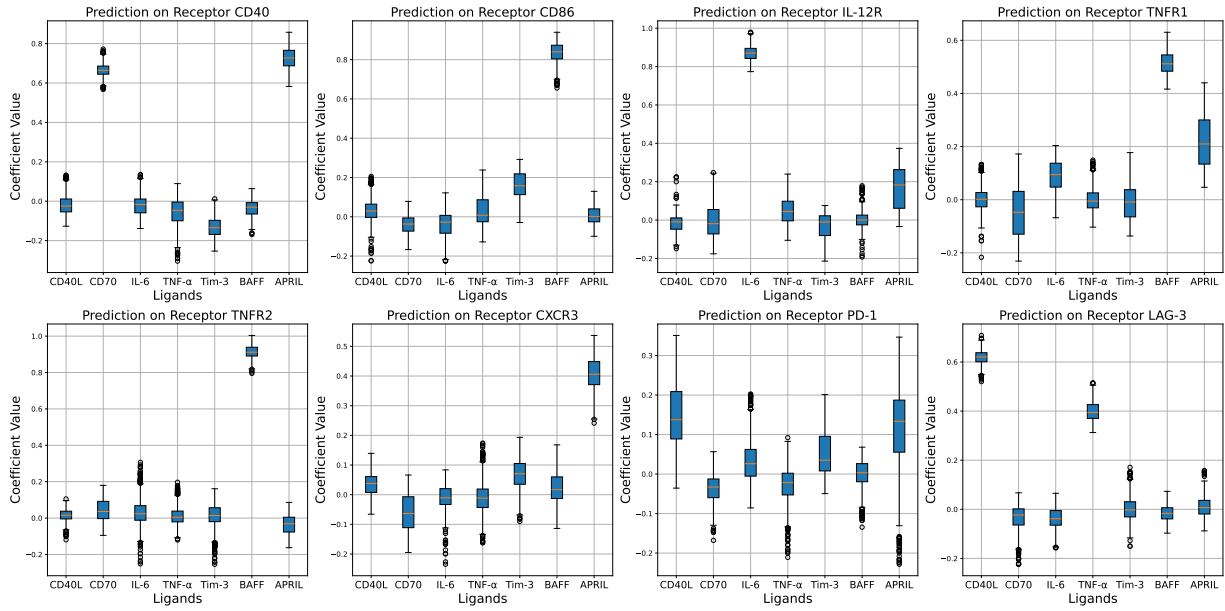 Prediction on Receptor CD40
Coefficient Value
0.8
0.6
0.4
0.2
0.0
−0.2
CD40L CD70 IL-6 TNF-α Tim-3 BAFF APRIL
Ligands
Prediction on Receptor CD86
Coefficient Value
0.8
0.6
0.4
0.2
0.0
−0.2
CD40L CD70 IL-6 TNF-α Tim-3 BAFF APRIL
Ligands
Prediction on Receptor IL-12R
Coefficient Value
1.0
0.8
0.6
0.4
0.2
0.0
−0.2
CD40L CD70 IL-6 TNF-α Tim-3 BAFF APRIL
Ligands
Prediction on Receptor TNFR1
Coefficient Value
0.6
0.4
0.2
0.0
−0.2
CD40L CD70 IL-6 TNF-α Tim-3 BAFF APRIL
Ligands
Prediction on Receptor TNFR2
Coefficient Value
1.0
0.8
0.6
0.4
0.2
0.0
−0.2
CD40L CD70 IL-6 TNF-α Tim-3 BAFF APRIL
Ligands
Prediction on Receptor CXCR3
Coefficient Value
0.5
0.4
0.3
0.2
0.1
0.0
−0.1
−0.2
CD40L CD70 IL-6 TNF-α Tim-3 BAFF APRIL
Ligands
Prediction on Receptor PD-1
Coefficient Value
0.3
0.2
0.1
0.0
−0.1
−0.2
CD40L CD70 IL-6 TNF-α Tim-3 BAFF APRIL
Ligands
Prediction on Receptor LAG-3
Coefficient Value
0.6
0.4
0.2
0.0
−0.2
CD40L CD70 IL-6 TNF-α Tim-3 BAFF APRIL
Ligands